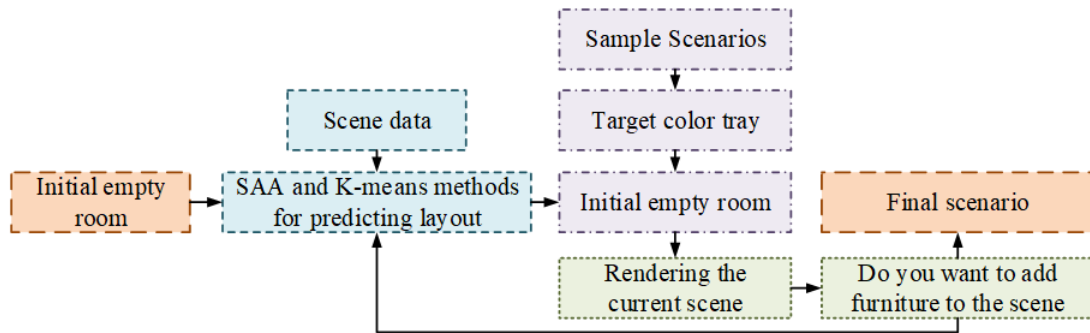 Sample Scenarios
Scene data
Target color tray
Initial empty
room
SAA and K-means methods
for predicting layout
Initial empty room
Final scenario
Rendering the
current scene
Do you want to add
furniture to the scene